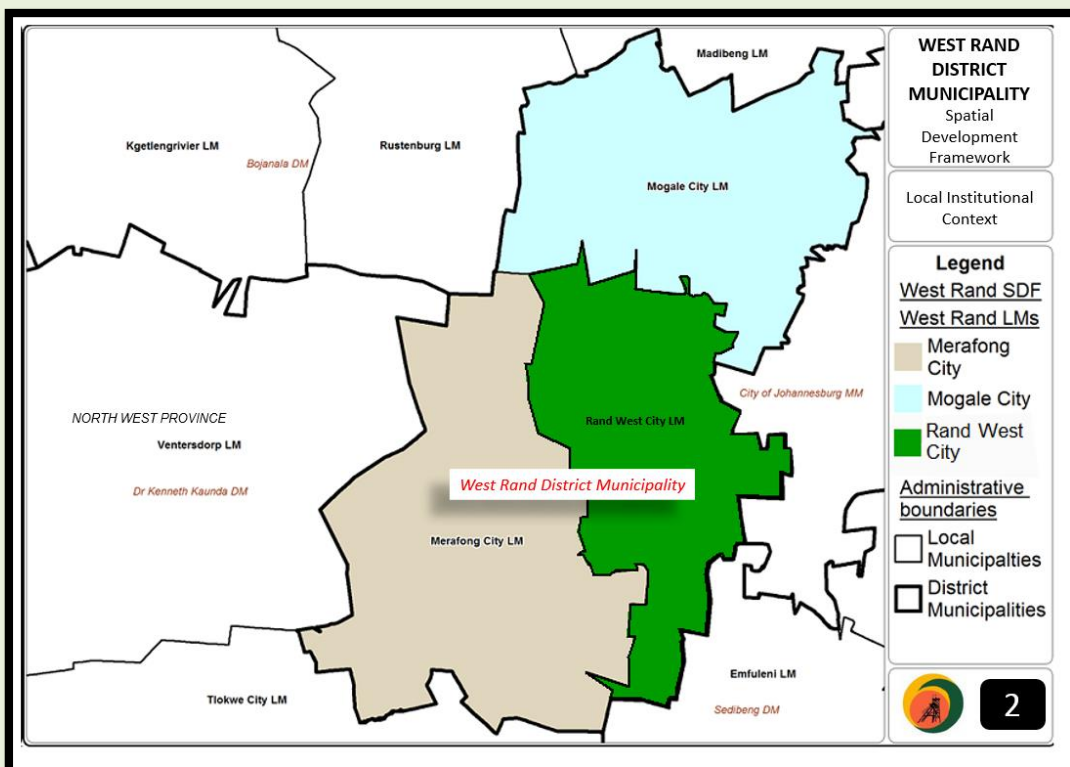 Madibeng LM
Kgetlengrivier LM
Rustenburg LM
Bojanala DM
Mogale City LM
City of Johannesburg MM
NORTH WEST PROVINCE
Rand West City LM
Ventersdorp LM
West Rand District Municipality
Dr Kenneth Kaunda DM
Merafong City LM
Emfuleni LM
Tlokwe City LM
Sedibeng DM
WEST RAND
DISTRICT
MUNICIPALITY
Spatial
Development
Framework
Local Institutional
Context
Legend
West Rand SDF
West Rand LMs
Merafong
City
Mogale City
Rand West
City
Administrative
boundaries
Local
Municipalties
District
Municipalities
2